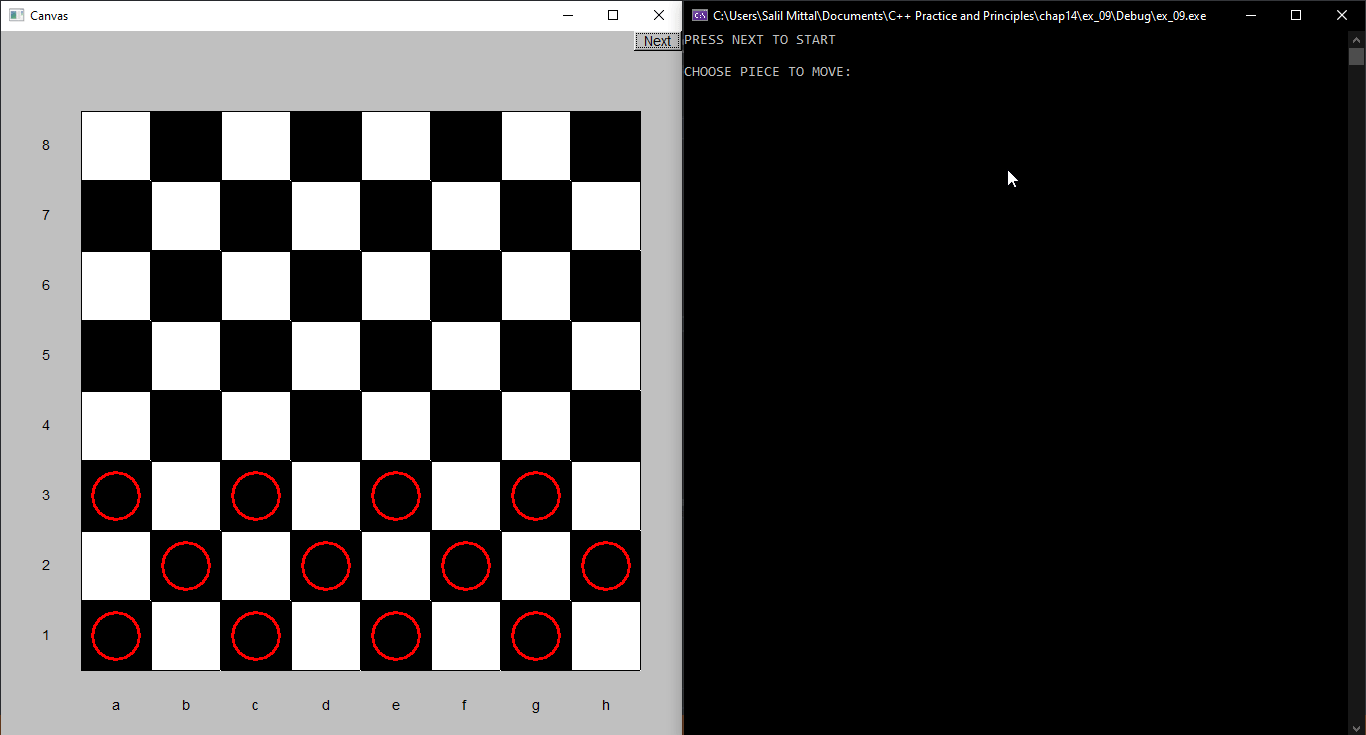 Canvas
Next
8
7
6
5
4
3
2
1
a b c d e f g h
C:\Users\Salil Mittal\Documents\C++ Practice and Principles\chap14\ex_09\Debug\ex_09.exe
PRESS NEXT TO START
CHOOSE PIECE TO MOVE: